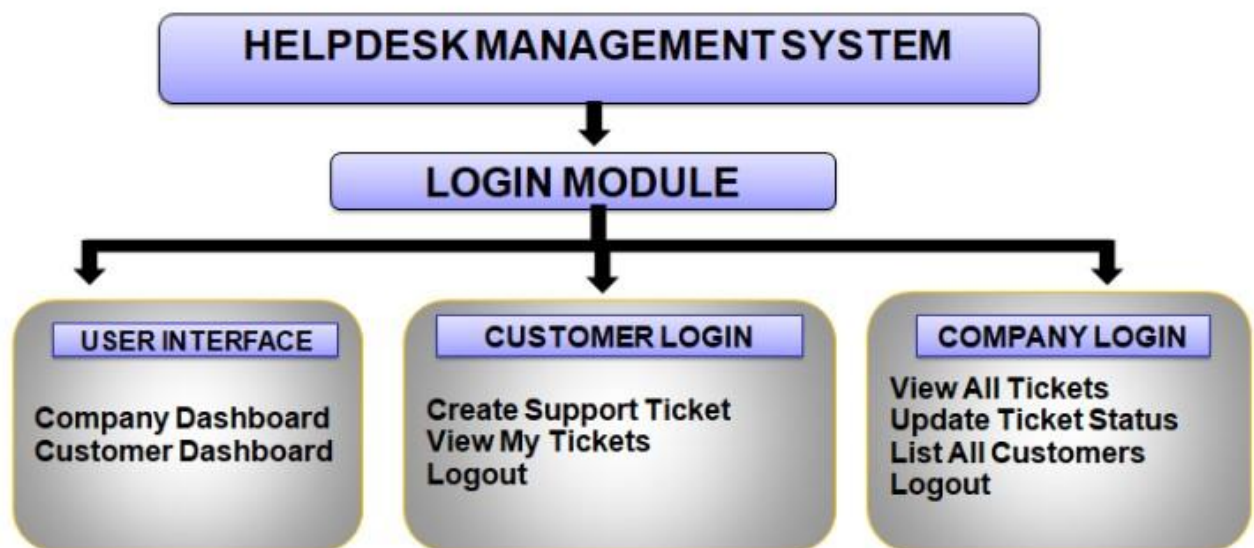 HELPDESK MANAGEMENT SYSTEM
LOGIN MODULE
USER INTERFACE
Company Dashboard
Customer Dashboard
CUSTOMER LOGIN
Create Support Ticket
View My Tickets
Logout
COMPANY LOGIN
View All Tickets
Update Ticket Status
List All Customers
Logout